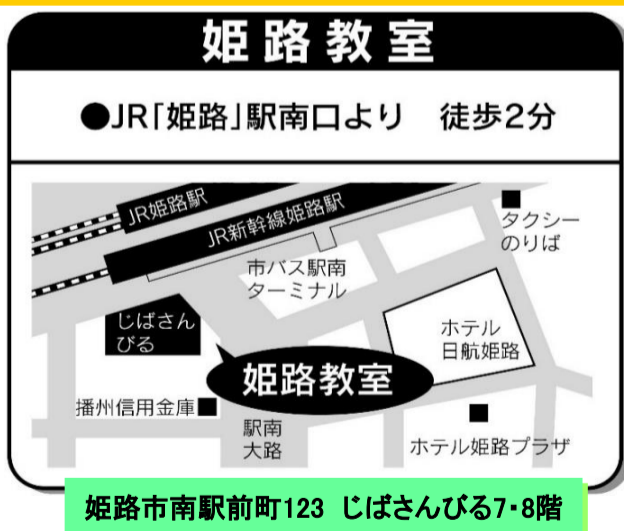 姫路教室
●JR「姫路」駅南口より 徒歩2分
JR姫路駅
JR新幹線姫路駅
タクシー
のりば
市バス駅南
ターミナル
じばさん
びる
ホテル
日航姫路
姫路教室
播州信用金庫
駅南
大路
ホテル姫路プラザ
姫路市南駅前町123 じばさんびる7・8階